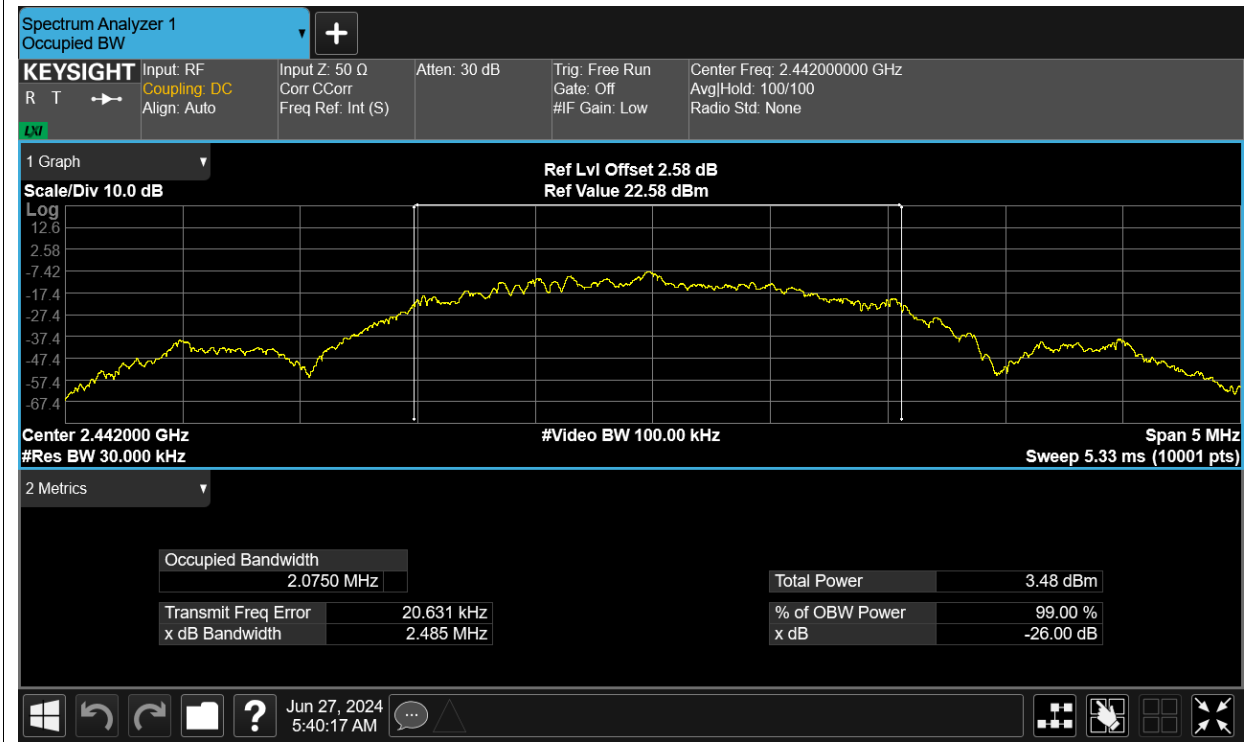 Spectrum Analyzer 1
Occupied BW
KEYSIGHT
R T
LXI
Input: RF
Coupling: DC
Align: Auto
Input Z: 50 Ω
Corr CCorr
Freq Ref: Int (S)
Atten: 30 dB
Trig: Free Run
Gate: Off
#IF Gain: Low
Center Freq: 2.442000000 GHz
Avg|Hold: 100/100
Radio Std: None
1 Graph
Scale/Div 10.0 dB
Ref Lvl Offset 2.58 dB
Ref Value 22.58 dBm
Log
12.6
2.58
-7.42
-17.4
-27.4
-37.4
-47.4
-57.4
-67.4
Center 2.442000 GHz
#Res BW 30.000 kHz
#Video BW 100.00 kHz
Span 5 MHz
Sweep 5.33 ms (10001 pts)
2 Metrics
Occupied Bandwidth
2.0750 MHz
Transmit Freq Error 20.631 kHz
x dB Bandwidth 2.485 MHz
Total Power 3.48 dBm
% of OBW Power 99.00 %
x dB -26.00 dB
?
Jun 27, 2024
5:40:17 AM